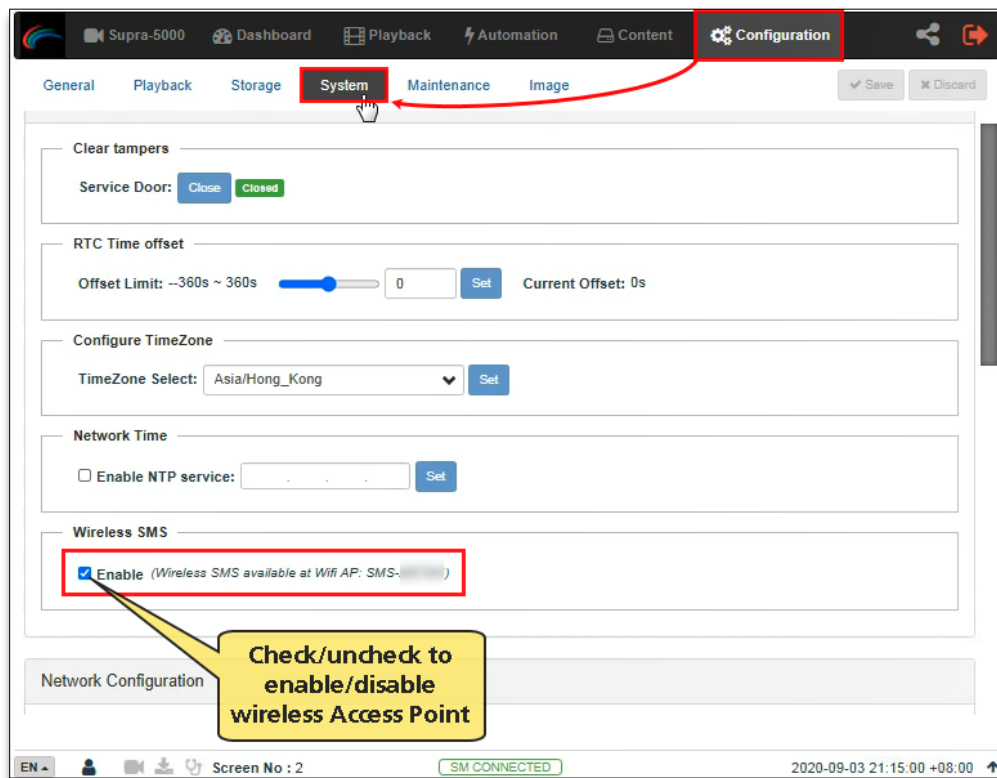 Supra-5000 Dashboard Playback Automation Content Configuration
General Playback Storage System Maintenance Image Save Discard
Clear tampers
Service Door: Close Closed
RTC Time offset
Offset Limit: --360s ~ 360s 0 Set Current Offset: 0s
Configure TimeZone
TimeZone Select: Asia/Hong_Kong Set
Network Time
Enable NTP service: . . . Set
Wireless SMS
Enable (Wireless SMS available at Wifi AP: SMS- )
Check/uncheck to
enable/disable
wireless Access Point
Network Configuration
EN Screen No : 2 SM CONNECTED 2020-09-03 21:15:00 +08:00